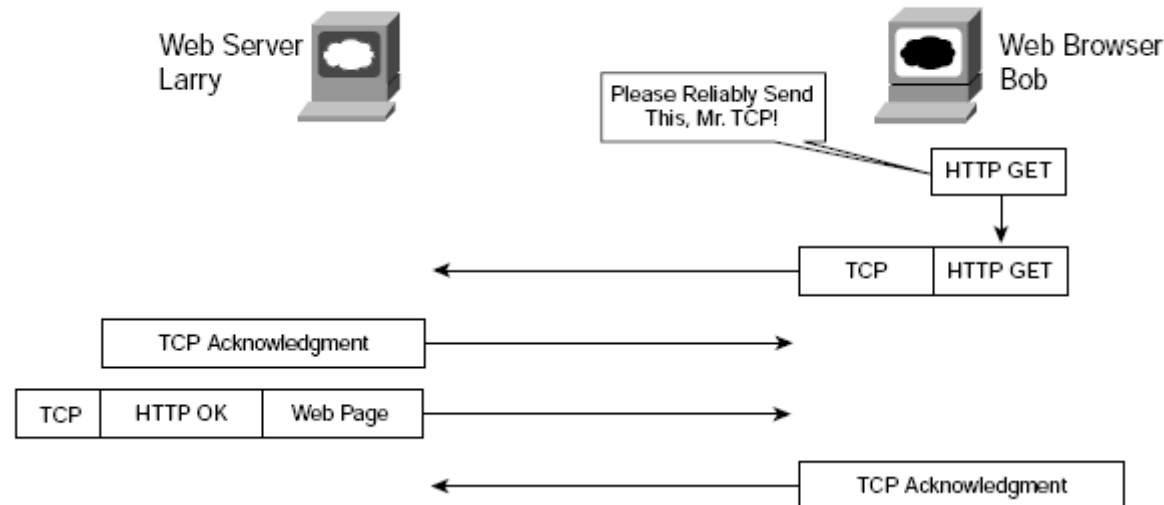 Web Server
Larry
Web Browser
Bob
Please Reliably Send
This, Mr. TCP!
HTTP GET
TCP HTTP GET
TCP Acknowledgment
TCP HTTP OK Web Page
TCP Acknowledgment